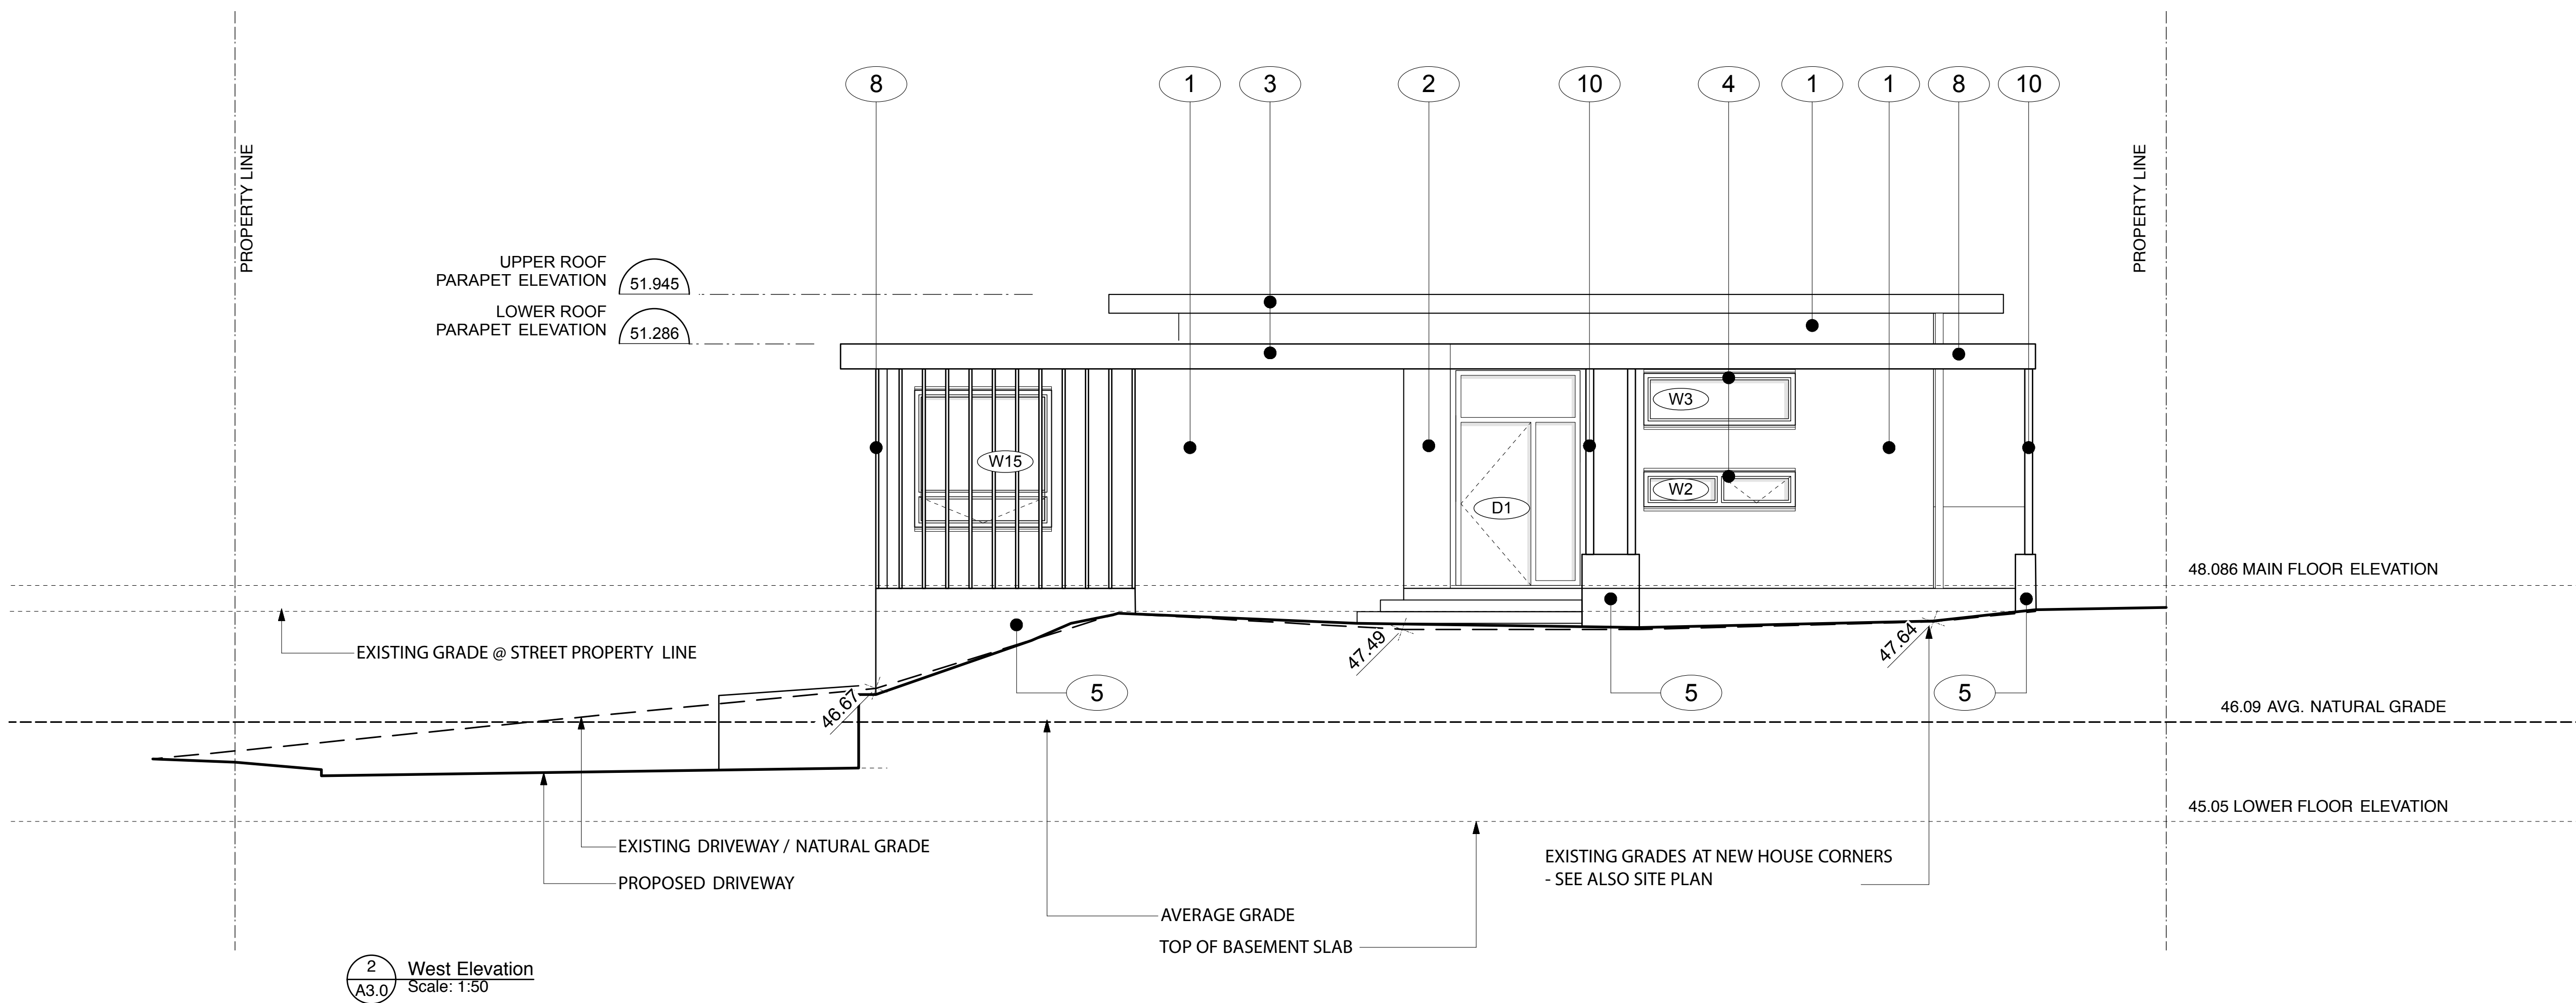 8
1
3
2
10
4
1
1
8
10
PROPERTY LINE
PROPERTY LINE
UPPER ROOF
PARAPET ELEVATION
51.945
LOWER ROOF
PARAPET ELEVATION
51.286
W3
W15
W2
D1
48.086 MAIN FLOOR ELEVATION
EXISTING GRADE @ STREET PROPERTY LINE
47.49
47.64
46.67
5
5
5
46.09 AVG. NATURAL GRADE
45.05 LOWER FLOOR ELEVATION
EXISTING DRIVEWAY / NATURAL GRADE
PROPOSED DRIVEWAY
EXISTING GRADES AT NEW HOUSE CORNERS
- SEE ALSO SITE PLAN
AVERAGE GRADE
TOP OF BASEMENT SLAB
2
A3.0
West Elevation
Scale: 1:50